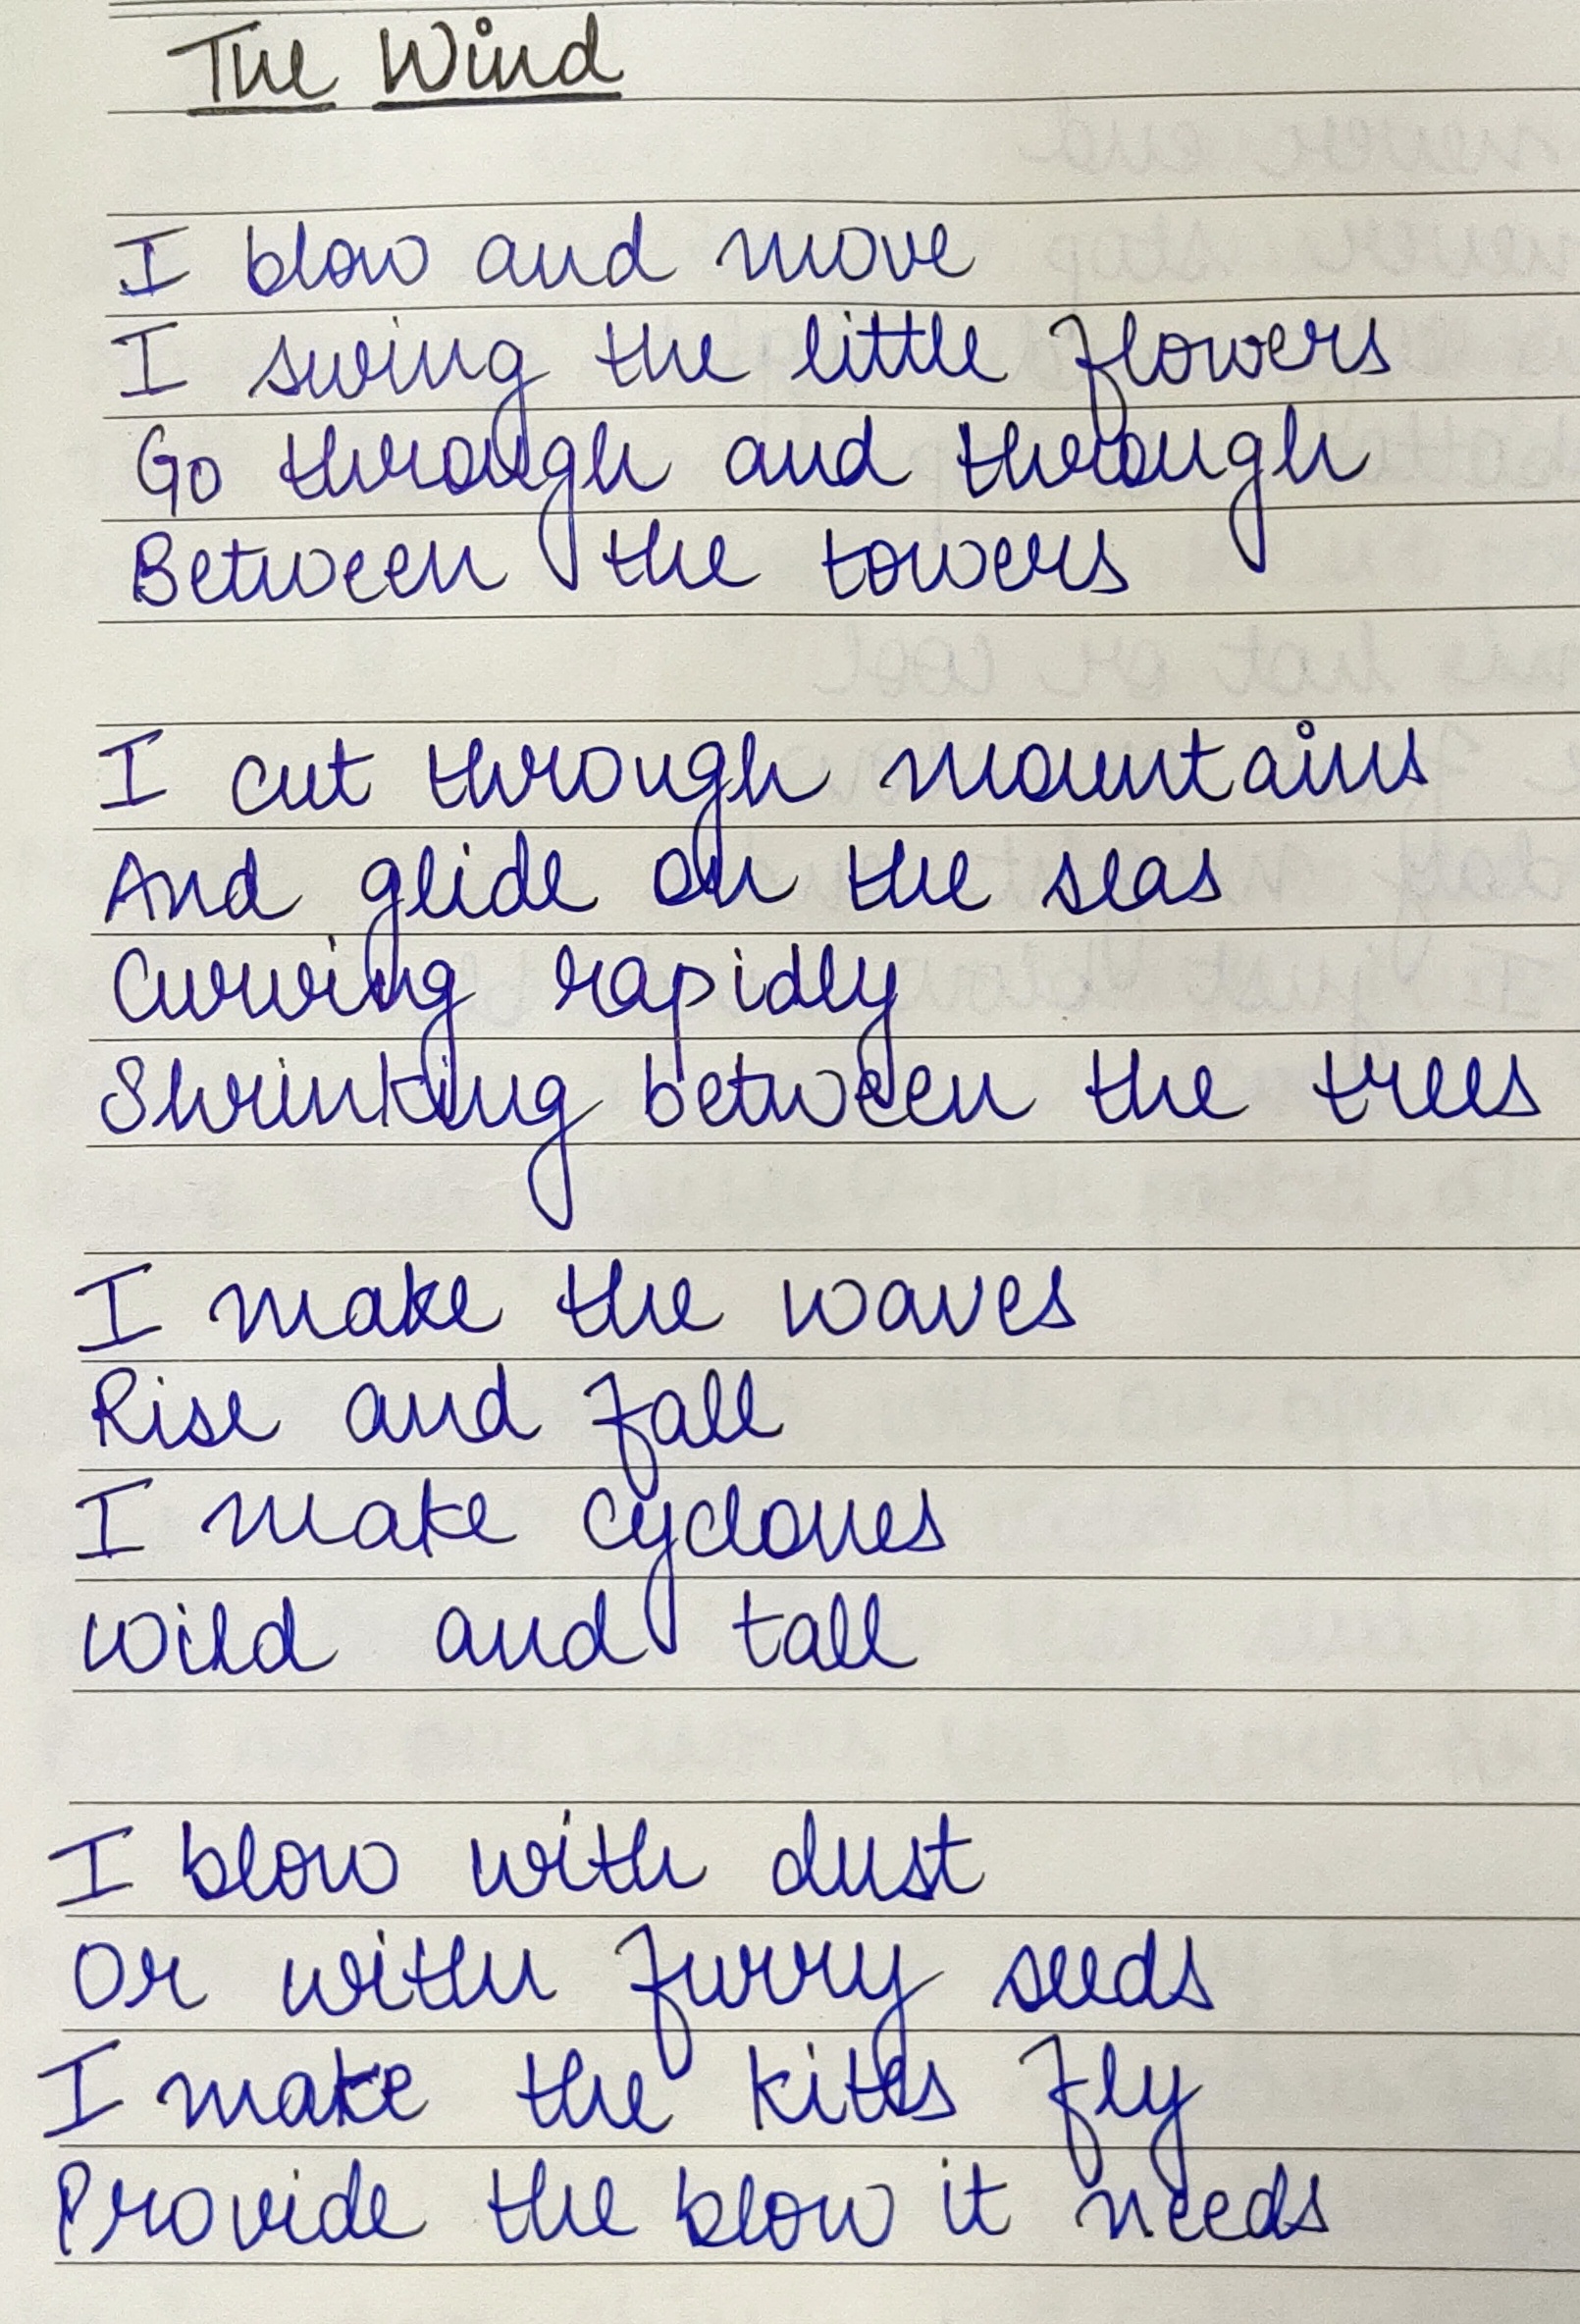 The Wind
I blow and move
I swing the little flowers
Go through and through
Between the towers
I cut through mountains
And glide on the seas
Curving rapidly
Shrinking between the trees
I make the waves
Rise and fall
I make cyclones
wild and tall
I blow with dust
Or with furry seeds
I make the kites fly
Provide the blow it needs